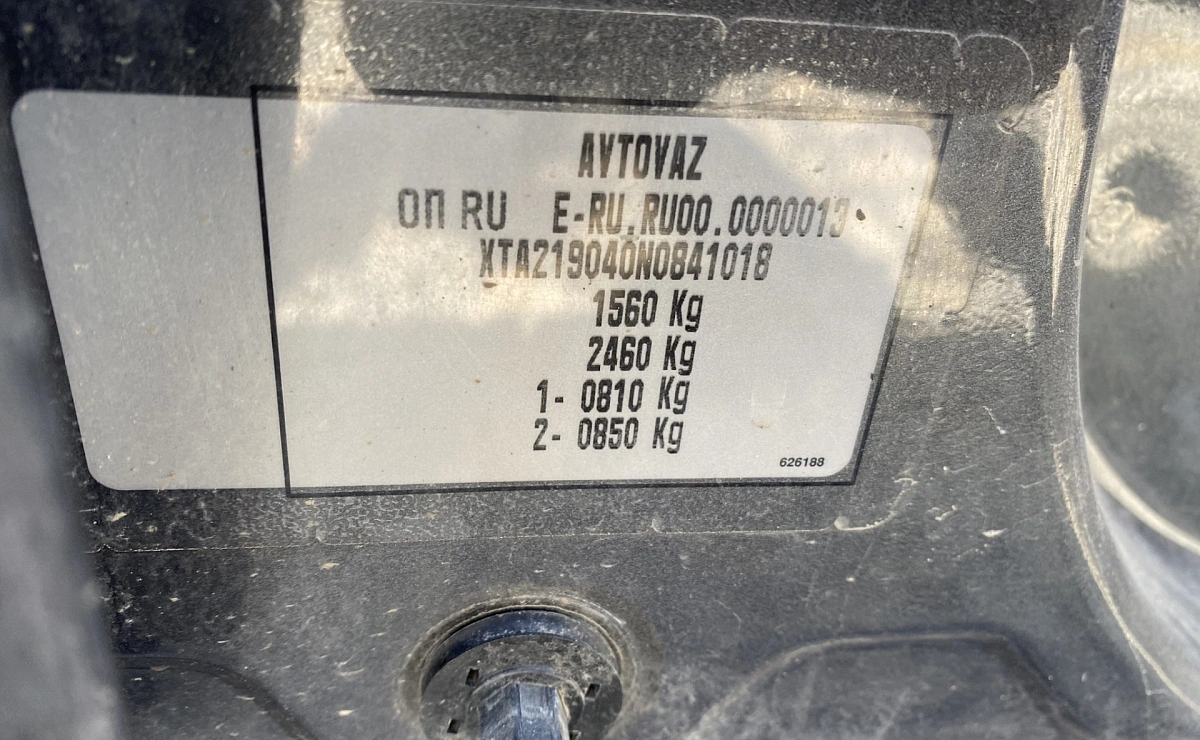 AVTOVAZ
ОП RU E-RU.RU00.0000013
XTA219040N0841018
1560 Kg
2460 Kg
1- 0810 Kg
2- 0850 Kg
626188